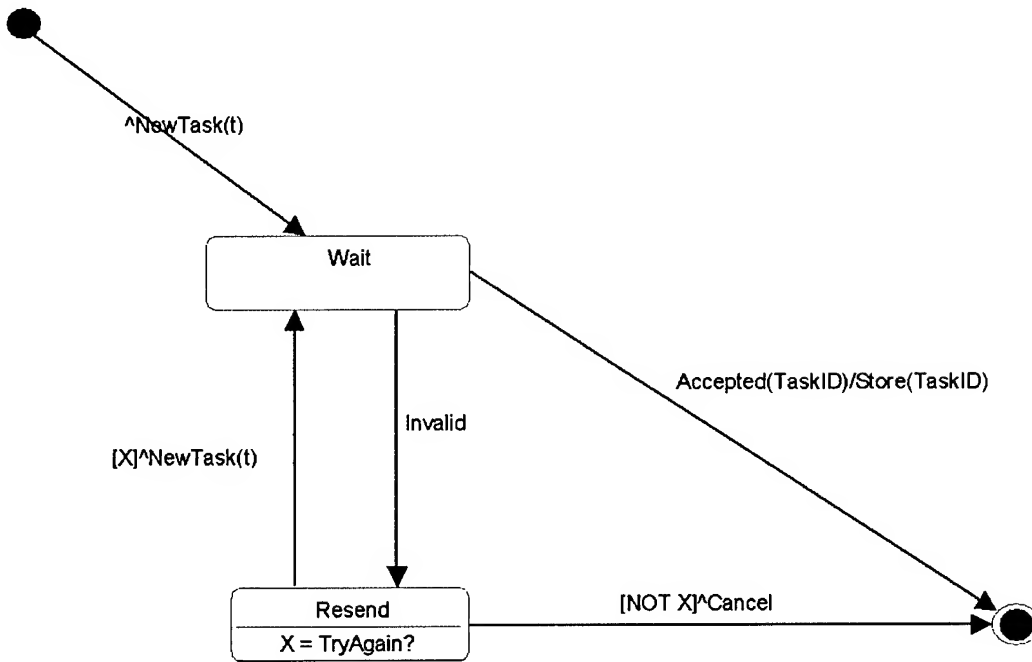 ^NewTask(t)
Wait
Accepted(TaskID)/Store(TaskID)
Invalid
[X]^NewTask(t)
[NOT X]^Cancel
Resend
X = TryAgain?